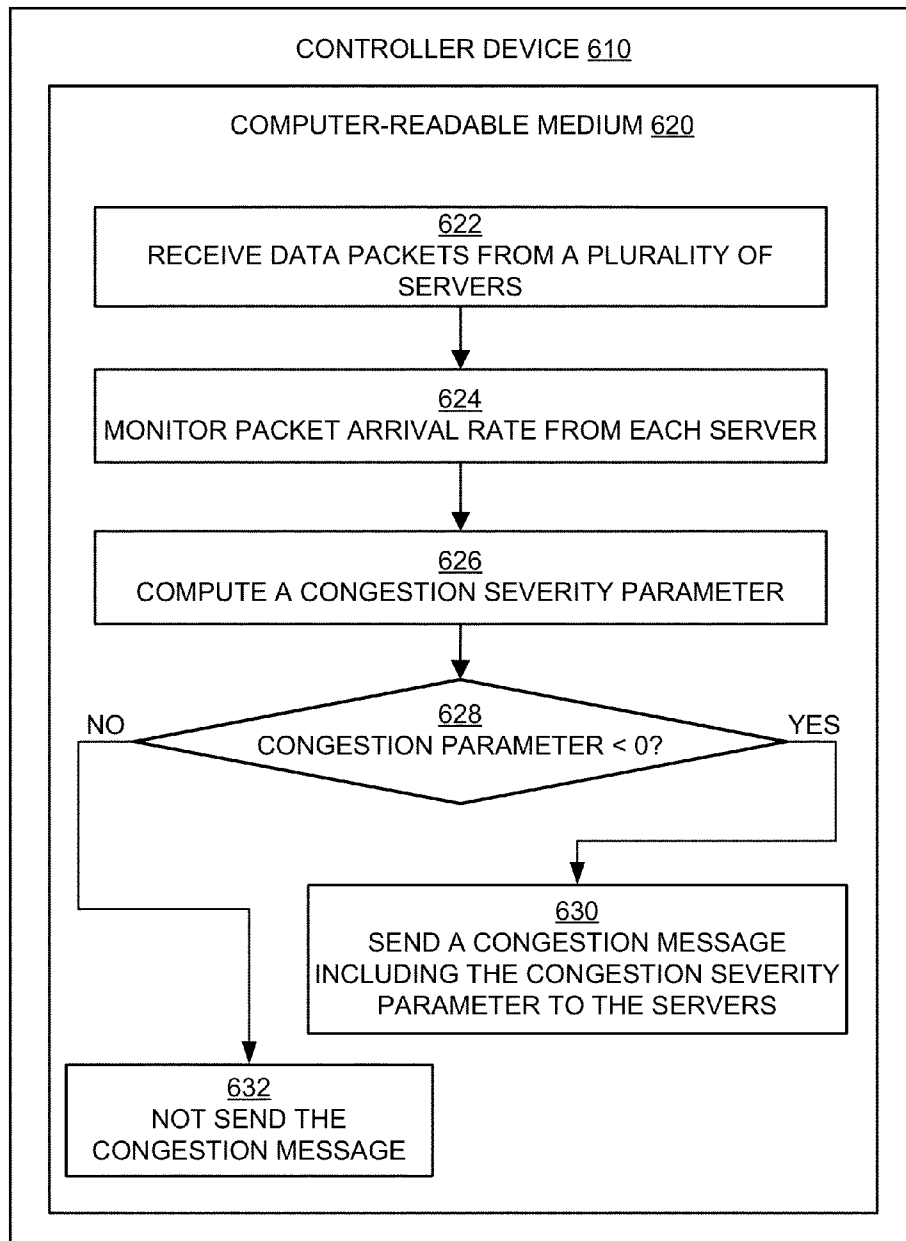 CONTROLLER DEVICE 610
COMPUTER-READABLE MEDIUM 620
622
RECEIVE DATA PACKETS FROM A PLURALITY OF
SERVERS
624
MONITOR PACKET ARRIVAL RATE FROM EACH SERVER
626
COMPUTE A CONGESTION SEVERITY PARAMETER
NO
628
CONGESTION PARAMETER < 0?
YES
630
SEND A CONGESTION MESSAGE
INCLUDING THE CONGESTION SEVERITY
PARAMETER TO THE SERVERS
632
NOT SEND THE
CONGESTION MESSAGE